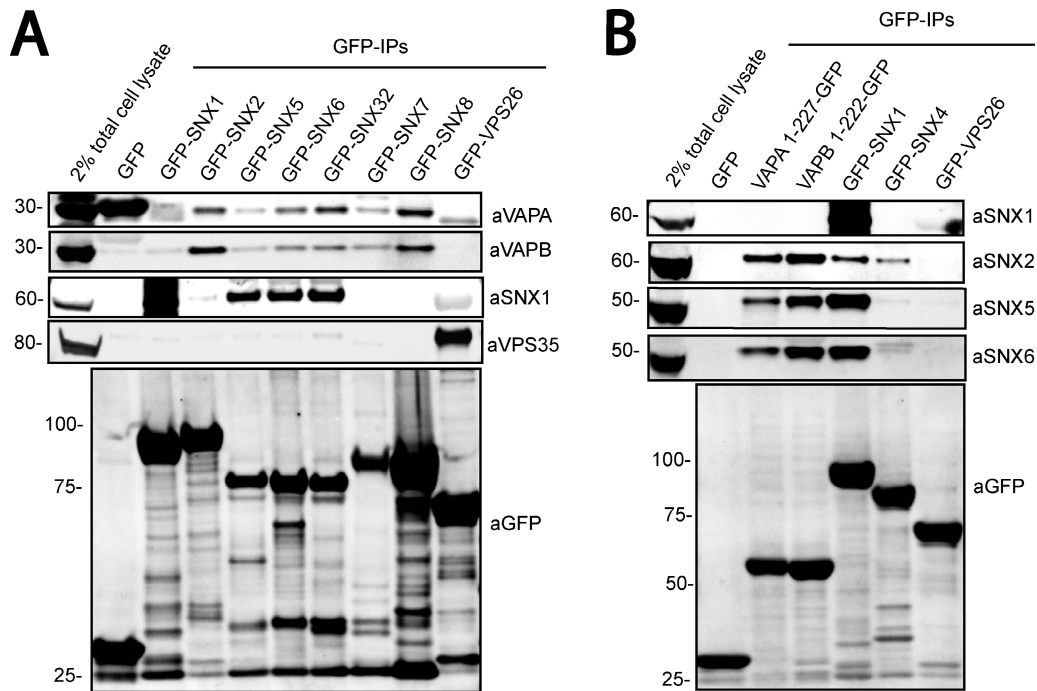 A
GFP-IPs
2% total cell lysate
GFP
GFP-SNX1
GFP-SNX2
GFP-SNX5
GFP-SNX6
GFP-SNX32
GFP-SNX7
GFP-SNX8
GFP-VPS26
30-
aVAPA
30-
aVAPB
60-
aSNX1
80-
aVPS35
100-
75-
25-
aGFP
B
GFP-IPs
2% total cell lysate
GFP
VAPA 1-227-GFP
VAPB 1-222-GFP
GFP-SNX1
GFP-SNX4
GFP-VPS26
60-
aSNX1
60-
aSNX2
50-
aSNX5
50-
aSNX6
100-
75-
50-
25-
aGFP